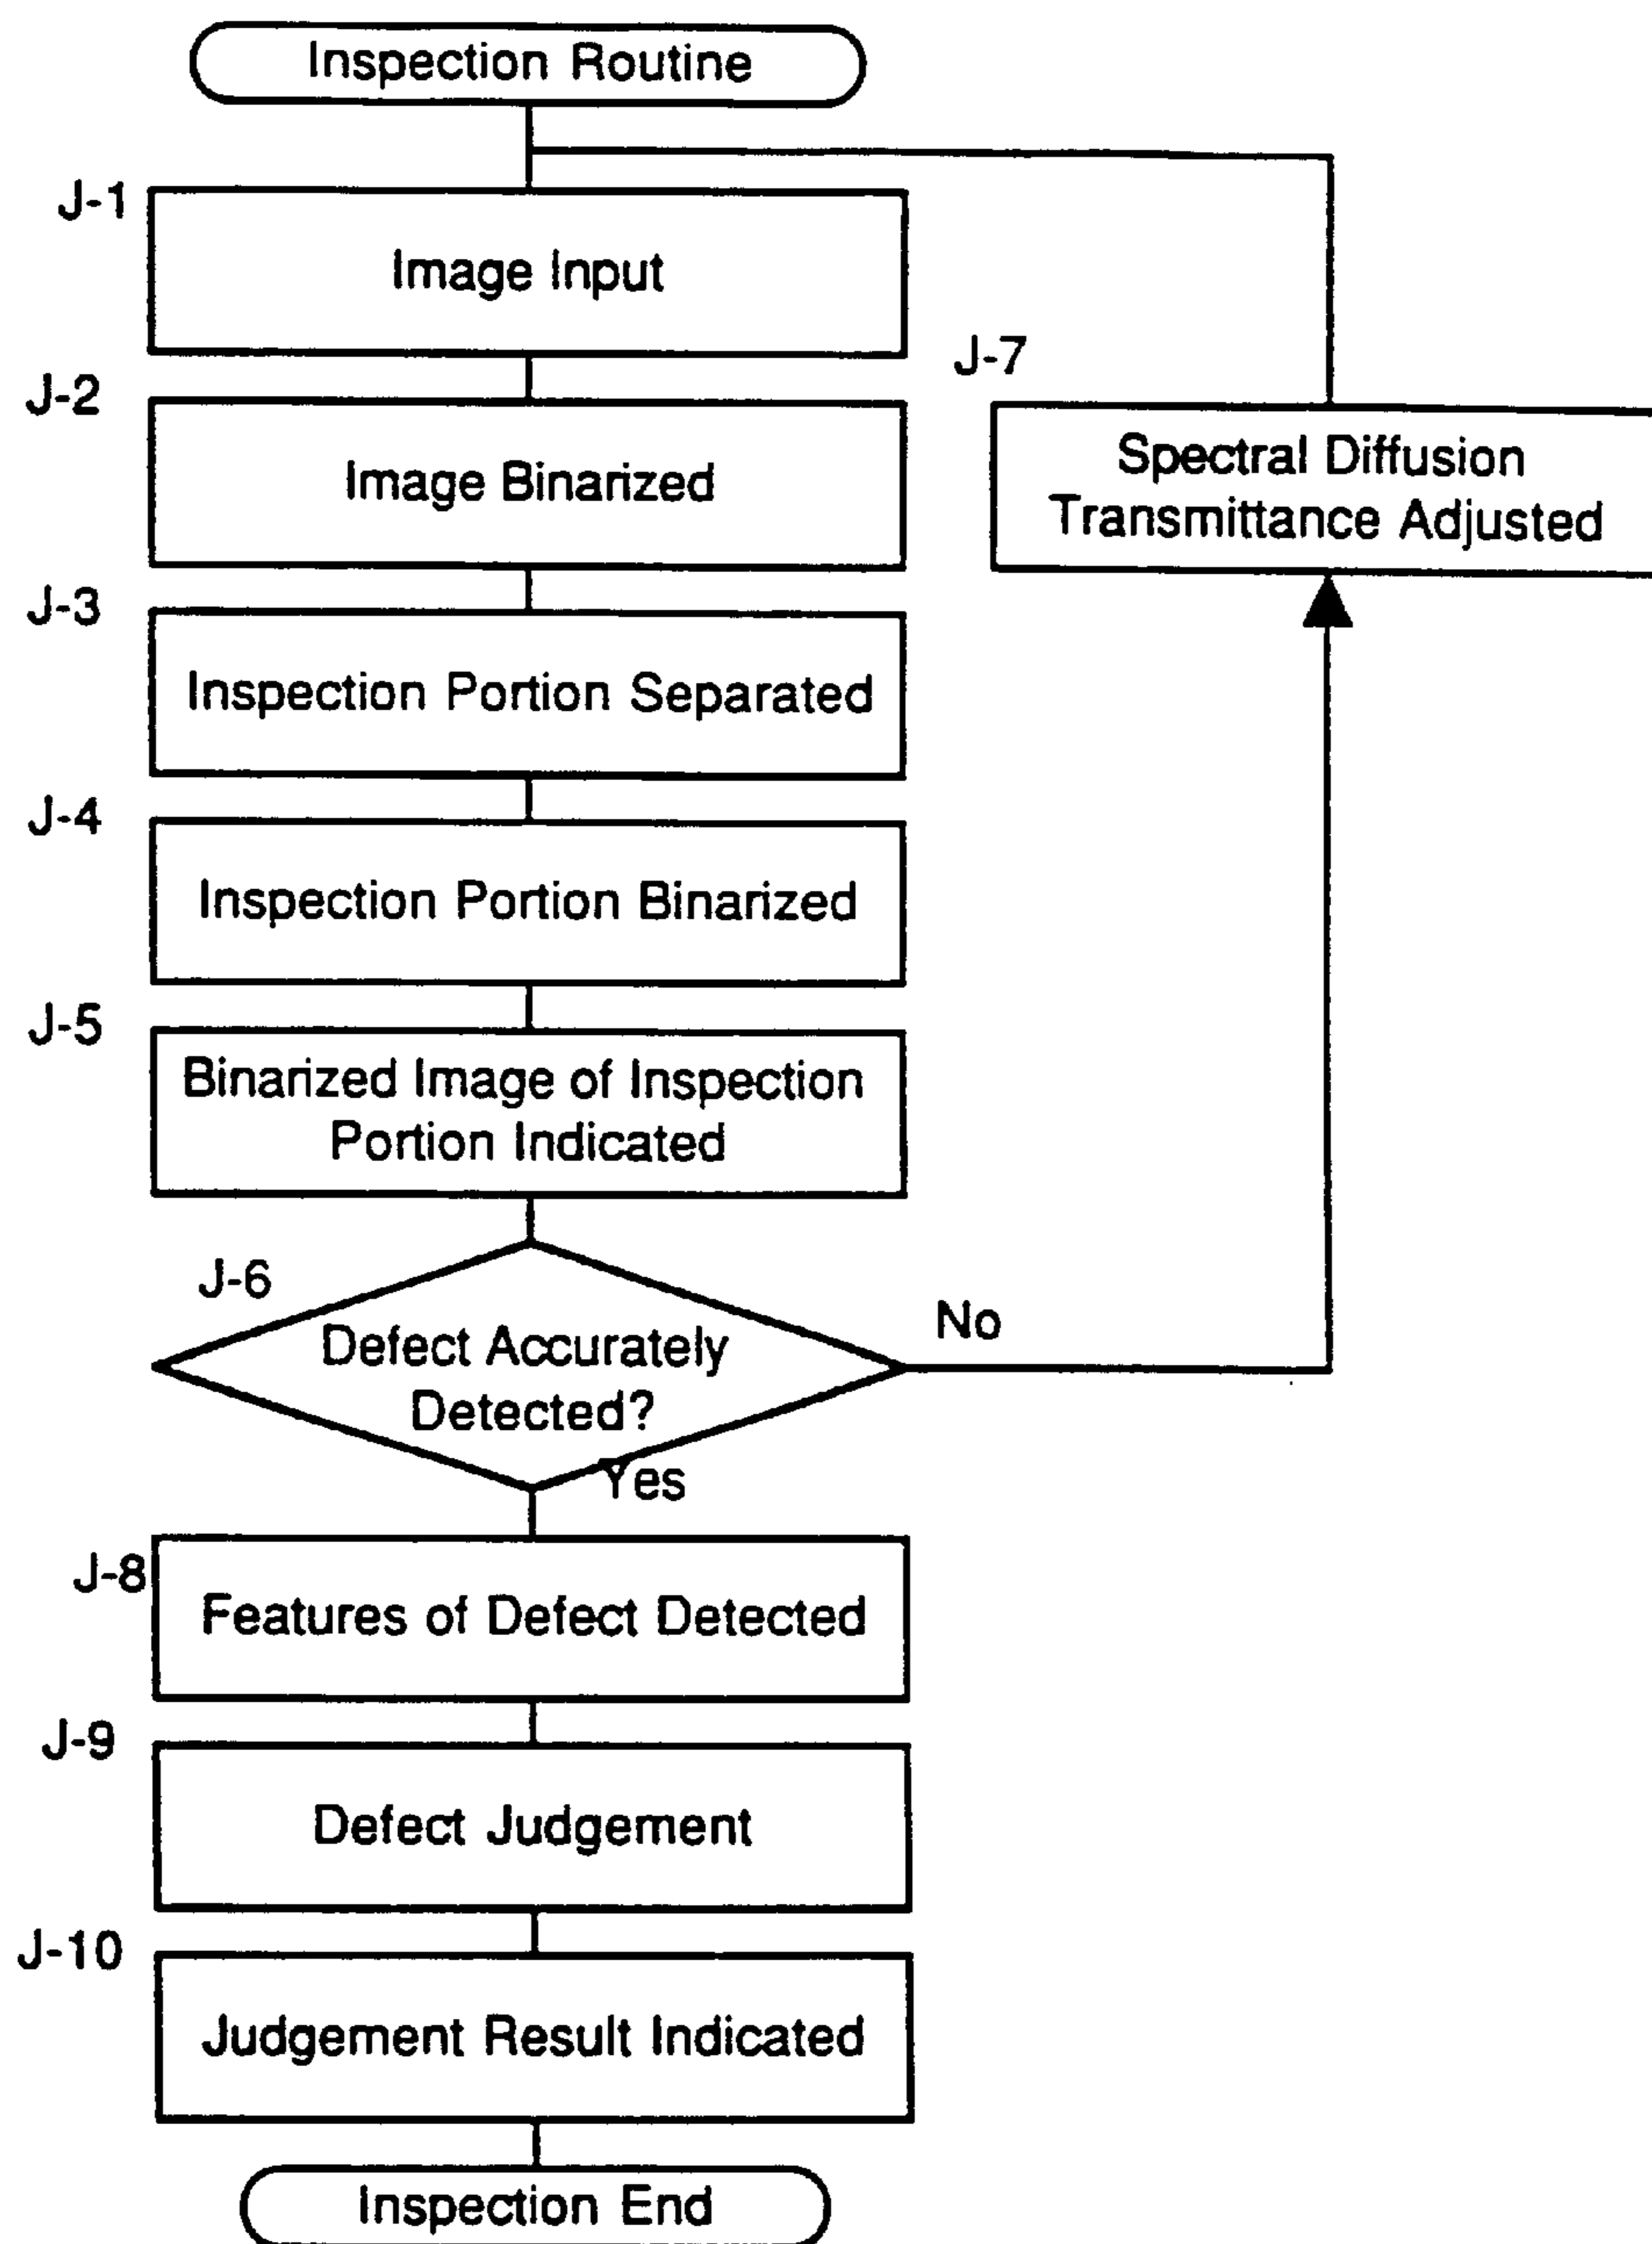 Inspection Routine
J-1
Image Input
J-2
Image Binarized
J-7
Spectral Diffusion
Transmittance Adjusted
J-3
Inspection Portion Separated
J-4
Inspection Portion Binarized
J-5
Binarized Image of Inspection
Portion Indicated
J-6
Defect Accurately
Detected?
No
Yes
J-8
Features of Defect Detected
J-9
Defect Judgement
J-10
Judgement Result Indicated
Inspection End